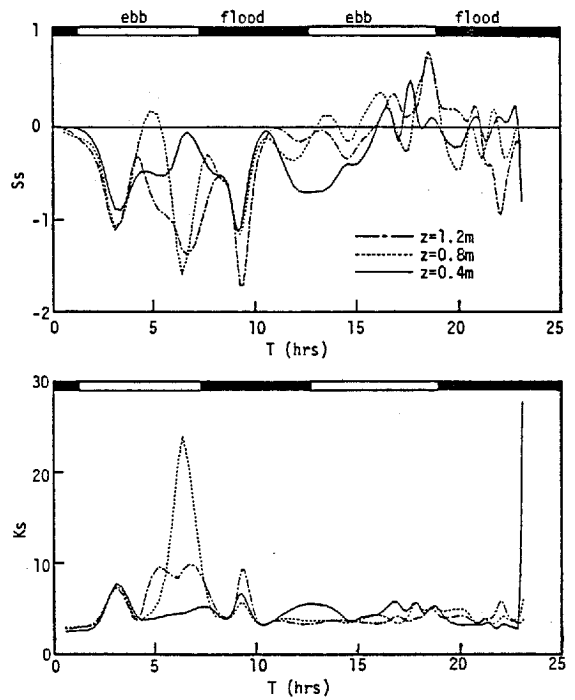 ebb flood ebb flood
1
0
-1
-2
Ss
z=1.2m
z=0.8m
z=0.4m
0 5 10 15 20 25
T (hrs)
30
20
10
0
Ks
0 5 10 15 20 25
T (hrs)